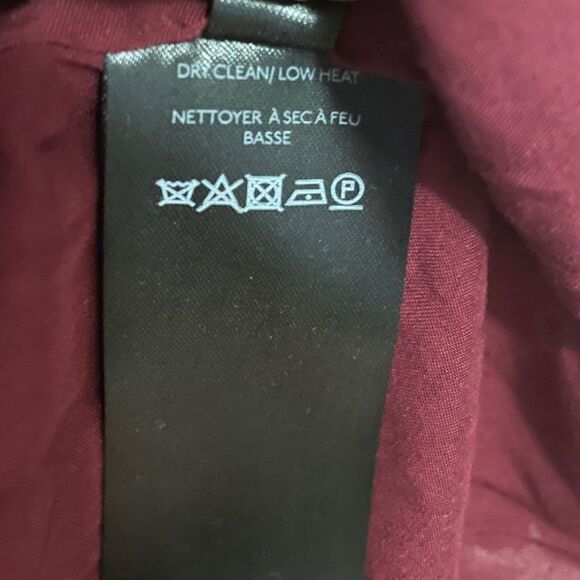 DRY CLEAN/ LOW HEAT
NETTOYER À SEC À FEU
BASSE
P